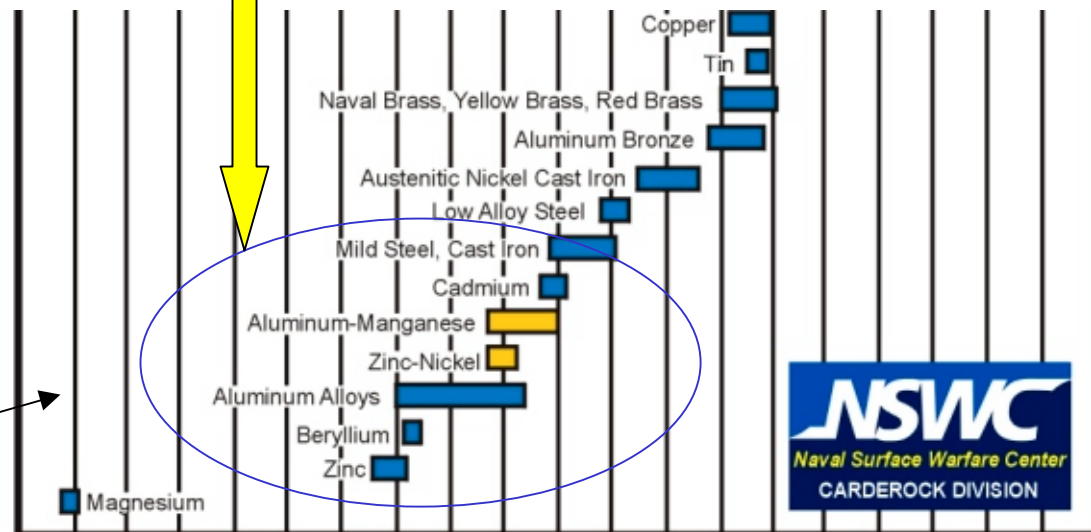 Copper
Tin
Naval Brass, Yellow Brass, Red Brass
Aluminum Bronze
Austenitic Nickel Cast Iron
Low Alloy Steel
Mild Steel, Cast Iron
Cadmium
Aluminum-Manganese
Zinc-Nickel
Aluminum Alloys
Beryllium
Zinc
Magnesium
NSWC
Naval Surface Warfare Center
CARDEROCK DIVISION